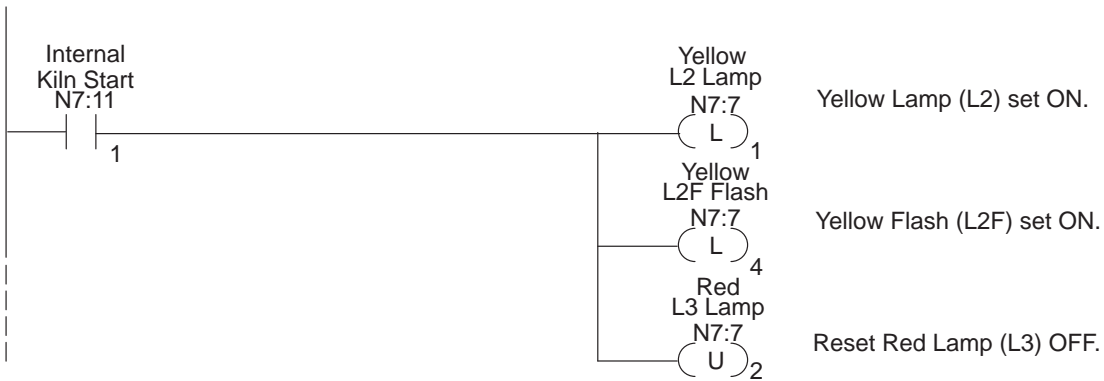 Internal
Kiln Start
N7:11
1
Yellow
L2 Lamp
N7:7
L
1
Yellow Lamp (L2) set ON.
Yellow
L2F Flash
N7:7
L
4
Yellow Flash (L2F) set ON.
Red
L3 Lamp
N7:7
U
2
Reset Red Lamp (L3) OFF.